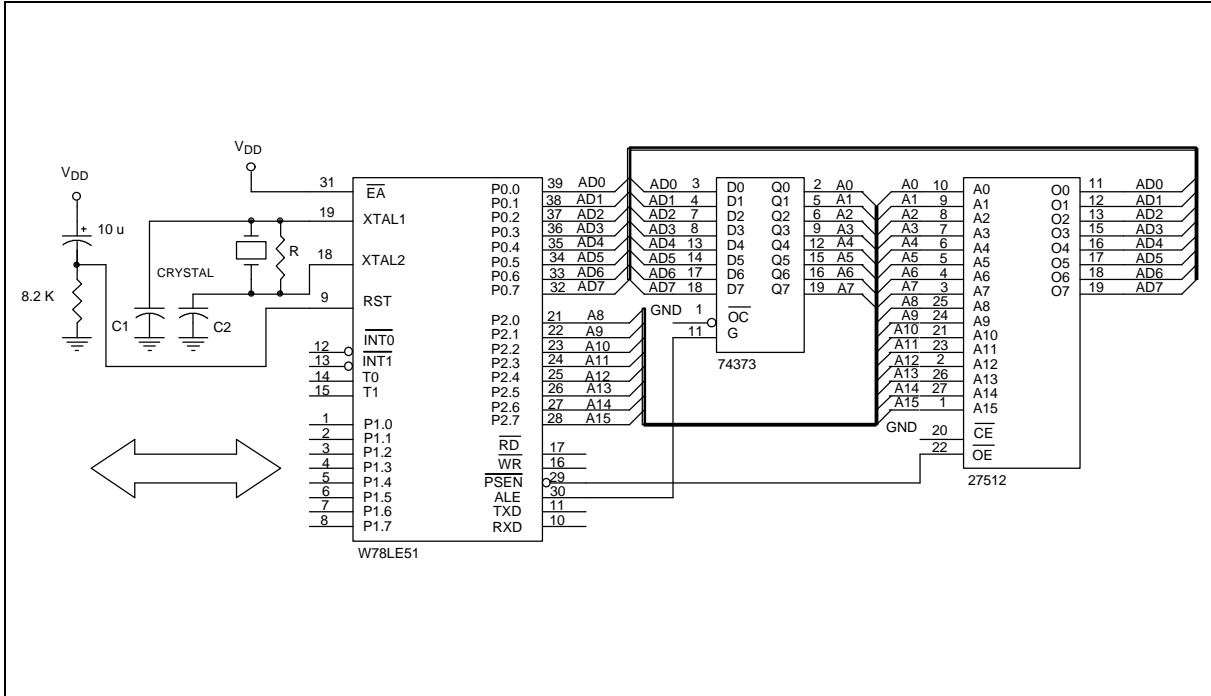 VDD
VDD
10 u
8.2 K
CRYSTAL
R
C1
C2
31 EA
19 XTAL1
18 XTAL2
9 RST
12 INT0
13 INT1
14 T0
15 T1
1 P1.0
2 P1.1
3 P1.2
4 P1.3
5 P1.4
6 P1.5
7 P1.6
8 P1.7
P0.0 39 AD0
P0.1 38 AD1
P0.2 37 AD2
P0.3 36 AD3
P0.4 35 AD4
P0.5 34 AD5
P0.6 33 AD6
P0.7 32 AD7
P2.0 21 A8
P2.1 22 A9
P2.2 23 A10
P2.3 24 A11
P2.4 25 A12
P2.5 26 A13
P2.6 27 A14
P2.7 28 A15
RD 17
WR 16
PSEN 29
ALE 30
TXD 11
RXD 10
W78LE51
AD0 3 D0 Q0 2 A0
AD1 4 D1 Q1 5 A1
AD2 7 D2 Q2 6 A2
AD3 8 D3 Q3 9 A3
AD4 13 D4 Q4 12 A4
AD5 14 D5 Q5 15 A5
AD6 17 D6 Q6 16 A6
AD7 18 D7 Q7 19 A7
GND 1 OC
11 G
74373
A0 10 A0 O0 11 AD0
A1 9 A1 O1 12 AD1
A2 8 A2 O2 13 AD2
A3 7 A3 O3 15 AD3
A4 6 A4 O4 16 AD4
A5 5 A5 O5 17 AD5
A6 4 A6 O6 18 AD6
A7 3 A7 O7 19 AD7
A8 25 A8
A9 24 A9
A10 21 A10
A11 23 A11
A12 2 A12
A13 26 A13
A14 27 A14
A15 1 A15
GND 20 CE
22 OE
27512